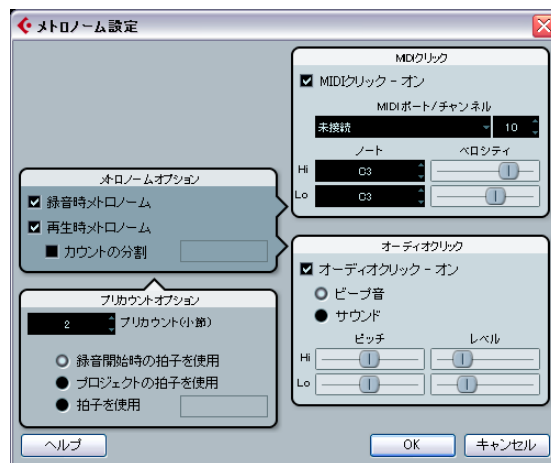 メトロノーム設定
MIDIクリック
MIDIクリック - オン
MIDIポート/チャンネル
未接続 10
ノート ベロシティ
Hi C3
Lo C3
メトロノームオプション
録音時メトロノーム
再生時メトロノーム
カウントの分割
オーディオクリック
オーディオクリック - オン
ビープ音
サウンド
ピッチ レベル
Hi
Lo
プリカウントオプション
2 プリカウント(小節)
録音開始時の拍子を使用
プロジェクトの拍子を使用
拍子を使用
ヘルプ OK キャンセル